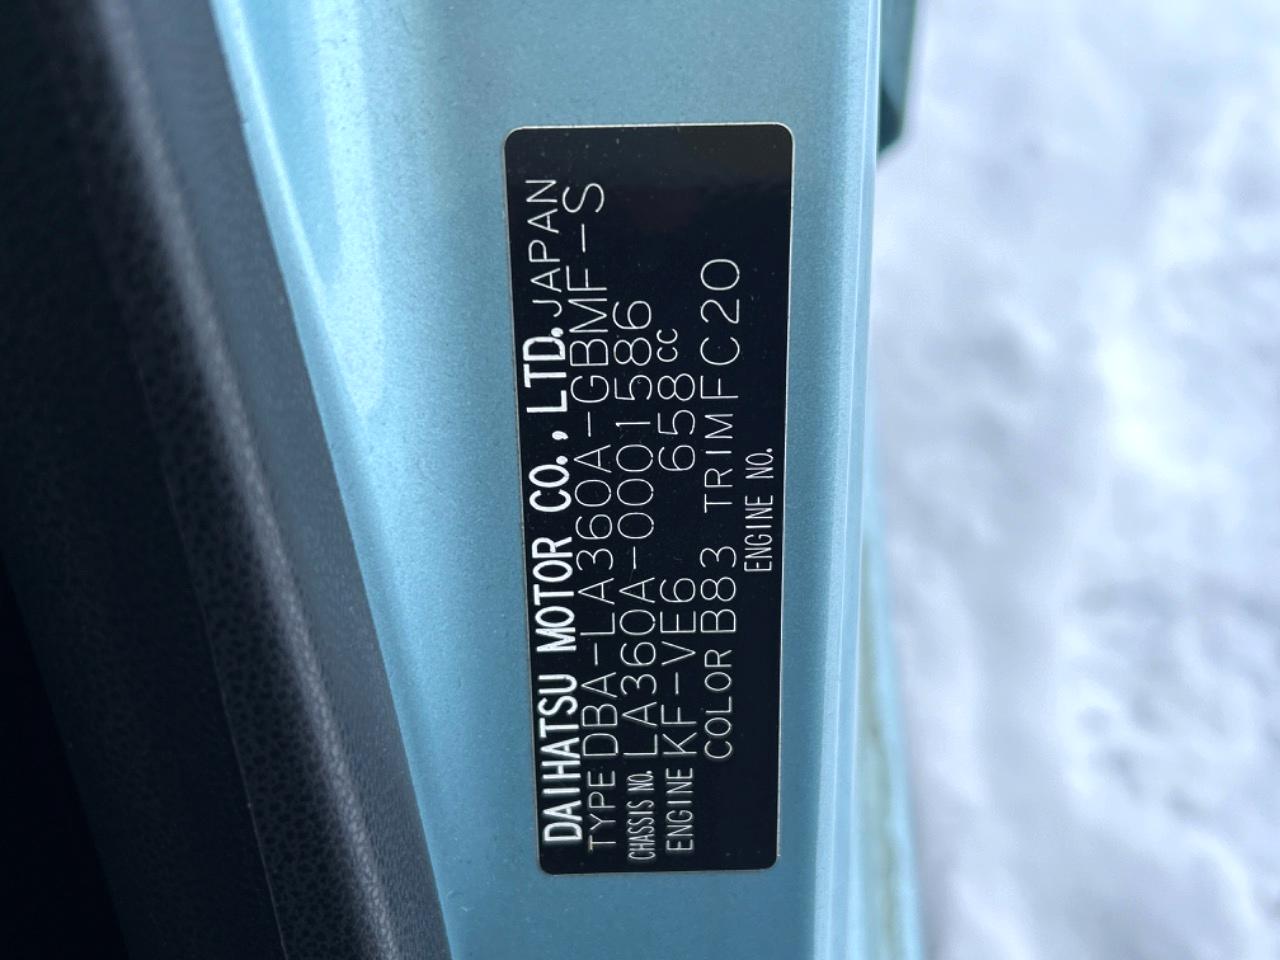 DAIHATSU MOTOR CO., LTD. JAPAN
TYPE DBA-LA360A-GBMF-S
CHASSIS NO. LA360A-0001586
ENGINE KF-VE6 658cc
COLOR B83 TRIM FC20
ENGINE NO.